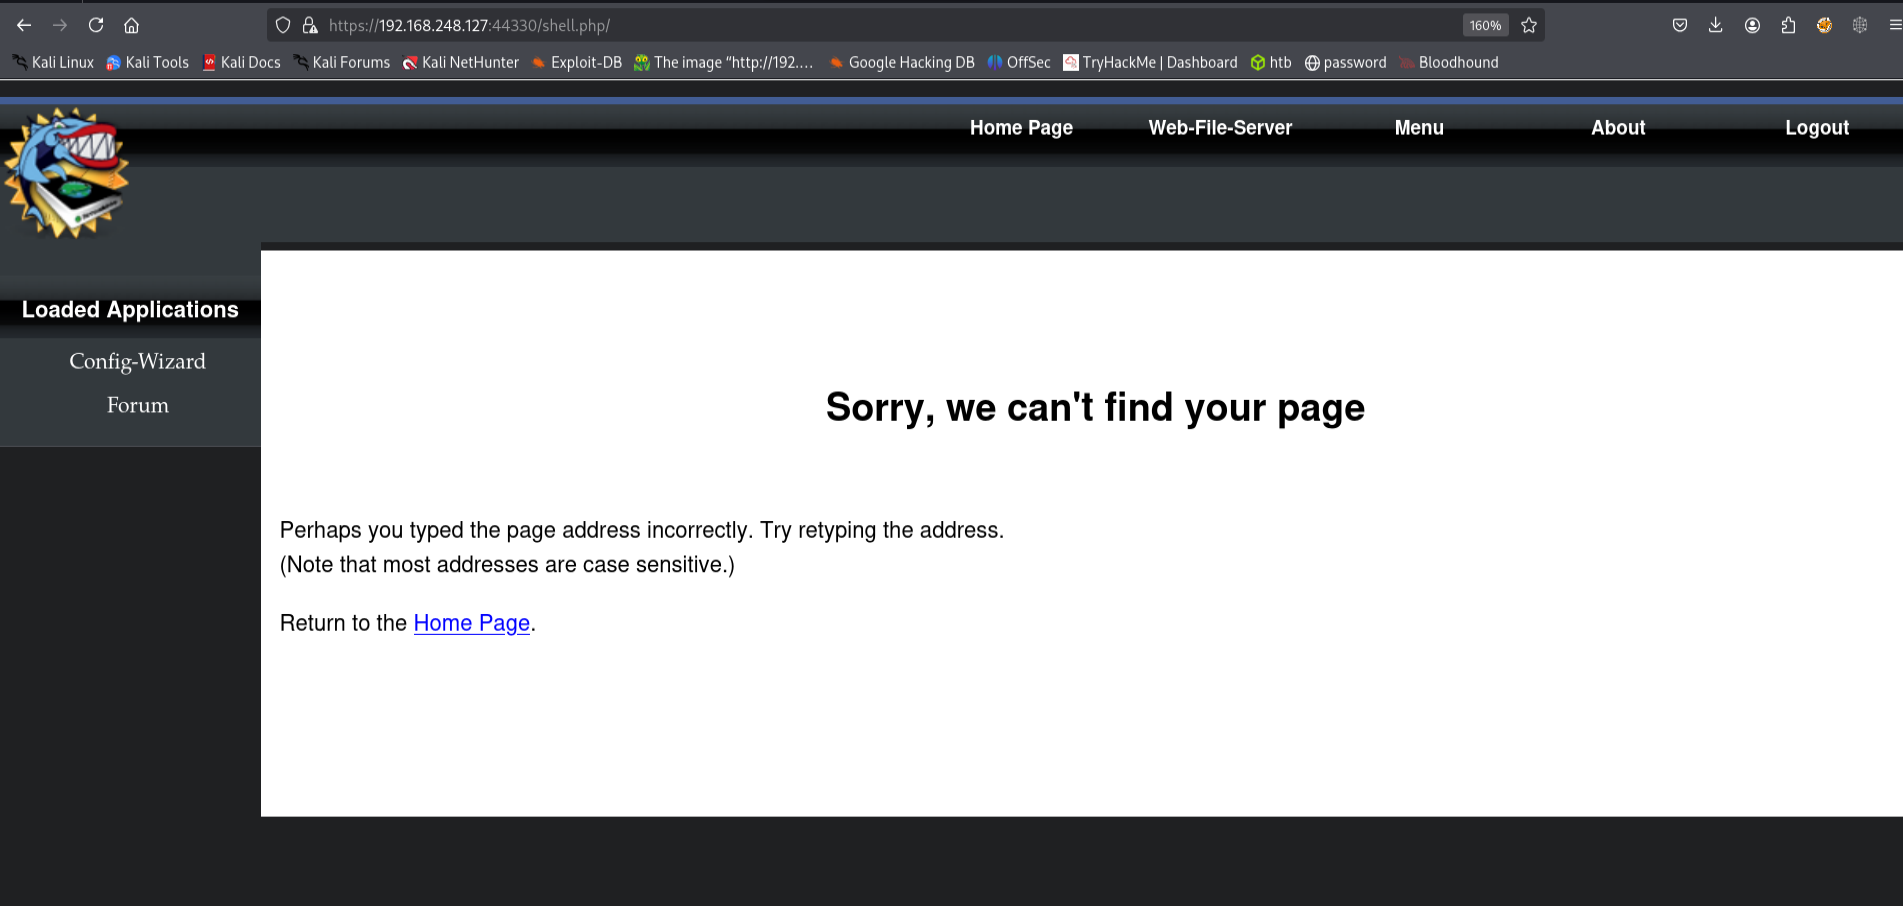 https://192.168.248.127:44330/shell.php/
160%
Kali Linux Kali Tools Kali Docs Kali Forums Kali NetHunter Exploit-DB The image “http://192.... Google Hacking DB OffSec TryHackMe | Dashboard htb password Bloodhound
Home Page Web-File-Server Menu About Logout
Loaded Applications
Config-Wizard
Forum
Sorry, we can't find your page
Perhaps you typed the page address incorrectly. Try retyping the address.
(Note that most addresses are case sensitive.)
Return to the Home Page.